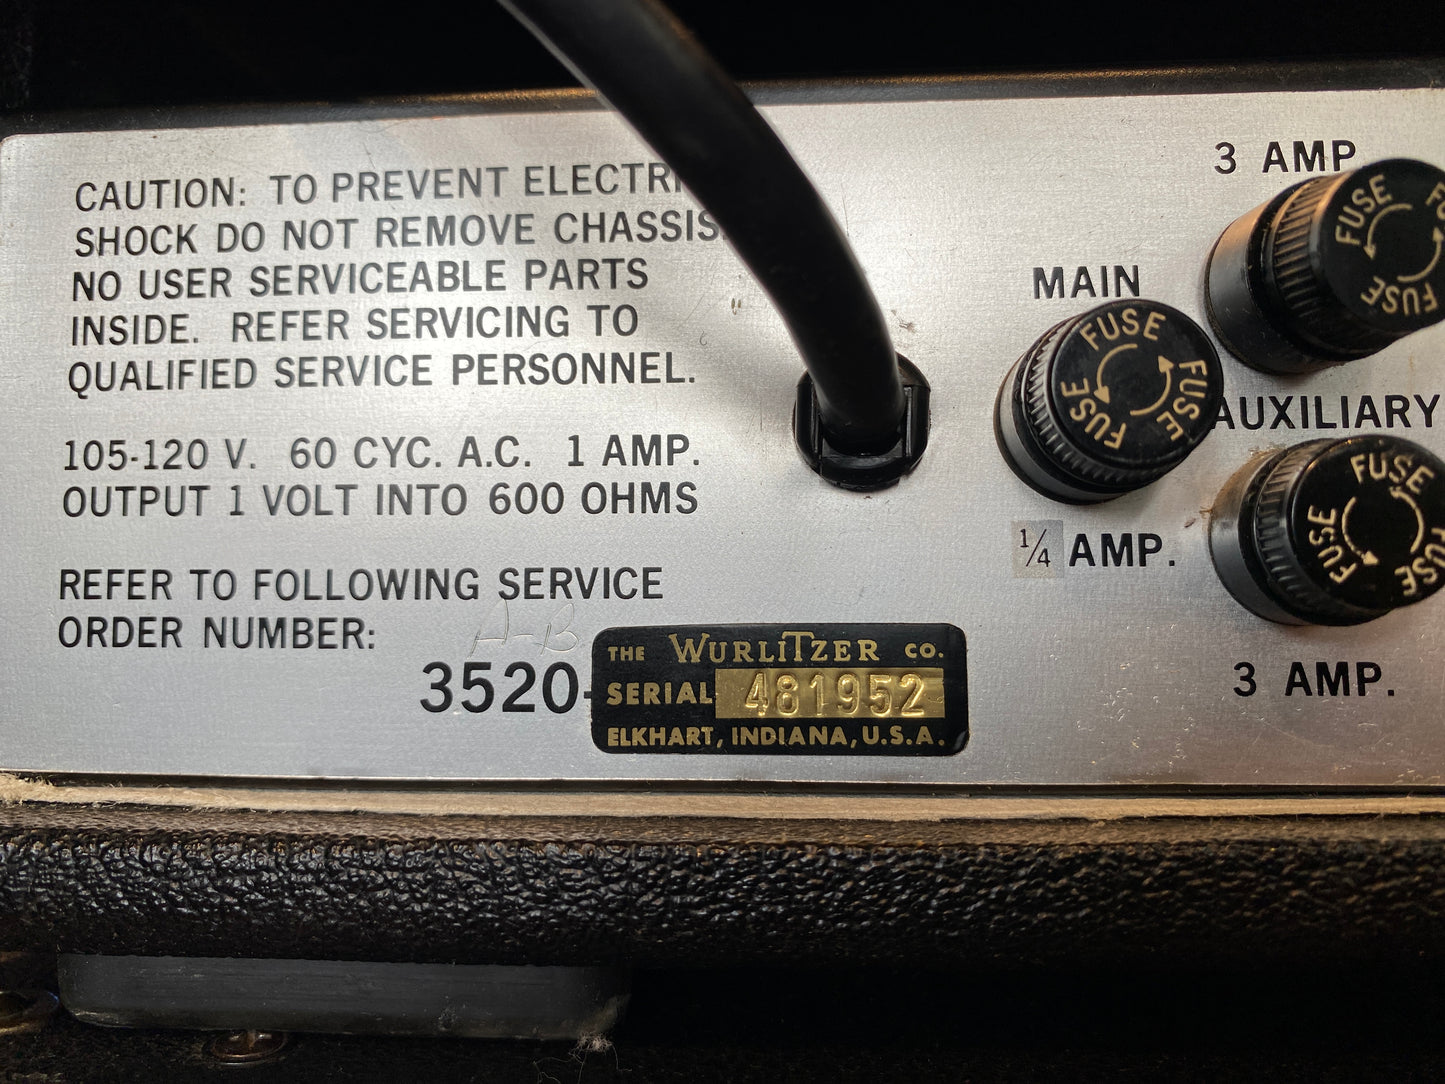 CAUTION: TO PREVENT ELECTRI
SHOCK DO NOT REMOVE CHASSIS.
NO USER SERVICEABLE PARTS
INSIDE. REFER SERVICING TO
QUALIFIED SERVICE PERSONNEL.
105-120 V. 60 CYC. A.C. 1 AMP.
OUTPUT 1 VOLT INTO 600 OHMS
REFER TO FOLLOWING SERVICE
ORDER NUMBER:
A-B
3520-
THE WURLITZER CO.
SERIAL 481952
ELKHART, INDIANA, U.S.A.
MAIN
FUSE FUSE FUSE FUSE
1/4 AMP.
3 AMP
FUSE FUSE FU
AUXILIARY
FUSE FUSE FUSE FUSE
3 AMP.